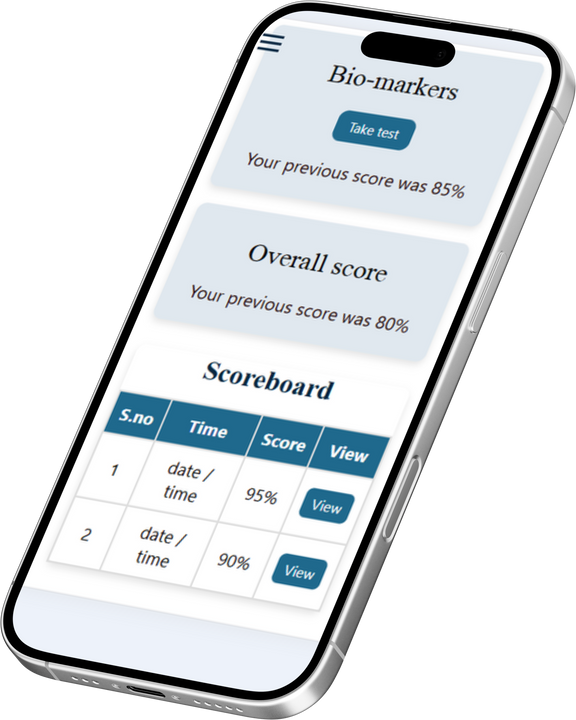 Bio-markers
Take test
Your previous score was 85%
Overall score
Your previous score was 80%
Scoreboard
S.no Time Score View
1 date / time 95% View
2 date / time 90% View